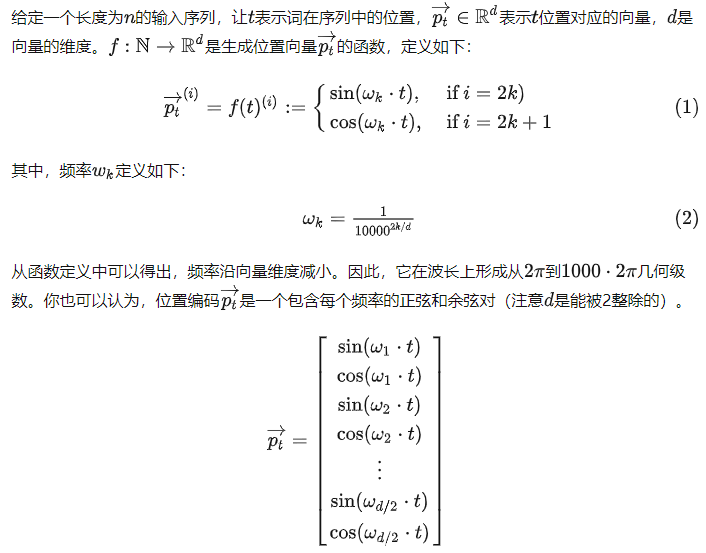 给定一个长度为n的输入序列，让t表示词在序列中的位置，$\overrightarrow{p_t} \in \mathbb{R}^d$表示t位置对应的向量，d是
向量的维度。$f : \mathbb{N} \to \mathbb{R}^d$是生成位置向量$\overrightarrow{p_t}$的函数，定义如下：
$\overrightarrow{p_t}^{(i)} = f(t)^{(i)} := \begin{cases} \sin(\omega_k \cdot t), & \text{if } i = 2k) \\ \cos(\omega_k \cdot t), & \text{if } i = 2k + 1 \end{cases}$ (1)
其中，频率$w_k$定义如下：
$\omega_k = \frac{1}{10000^{2k/d}}$ (2)
从函数定义中可以得出，频率沿向量维度减小。因此，它在波长上形成从$2\pi$到$1000 \cdot 2\pi$几何级
数。你也可以认为，位置编码$\overrightarrow{p_t}$是一个包含每个频率的正弦和余弦对（注意d是能被2整除的）。
$\overrightarrow{p_t} = \begin{bmatrix} \sin(\omega_1 \cdot t) \\ \cos(\omega_1 \cdot t) \\ \sin(\omega_2 \cdot t) \\ \cos(\omega_2 \cdot t) \\ \vdots \\ \sin(\omega_{d/2} \cdot t) \\ \cos(\omega_{d/2} \cdot t) \end{bmatrix}$